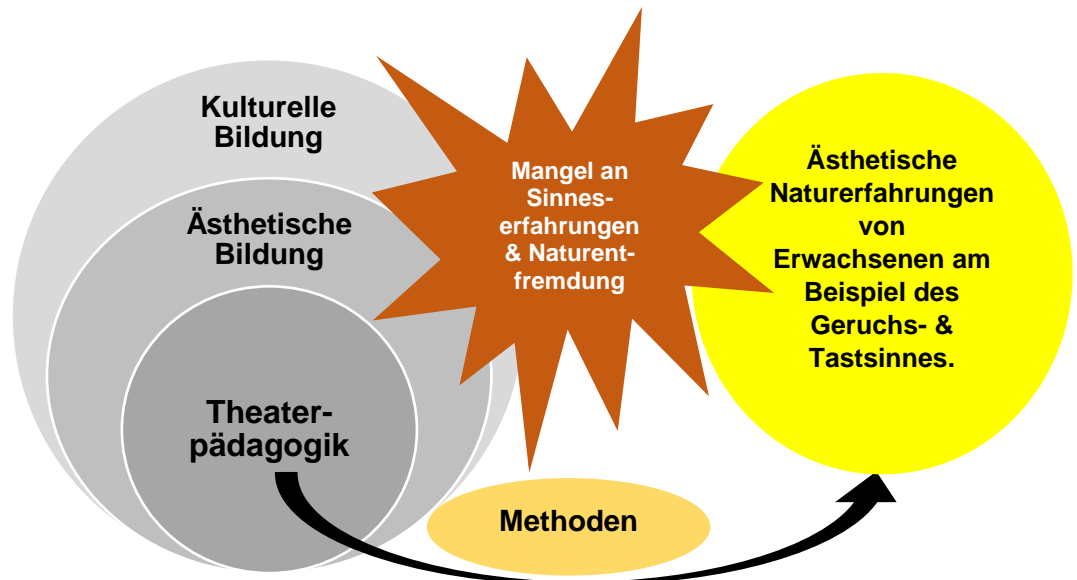 Kulturelle
Bildung
Ästhetische
Bildung
Theater-
pädagogik
Mangel an
Sinnes-
erfahrungen
& Naturent-
fremdung
Methoden
Ästhetische
Naturerfahrungen
von
Erwachsenen am
Beispiel des
Geruchs- &
Tastsinnes.